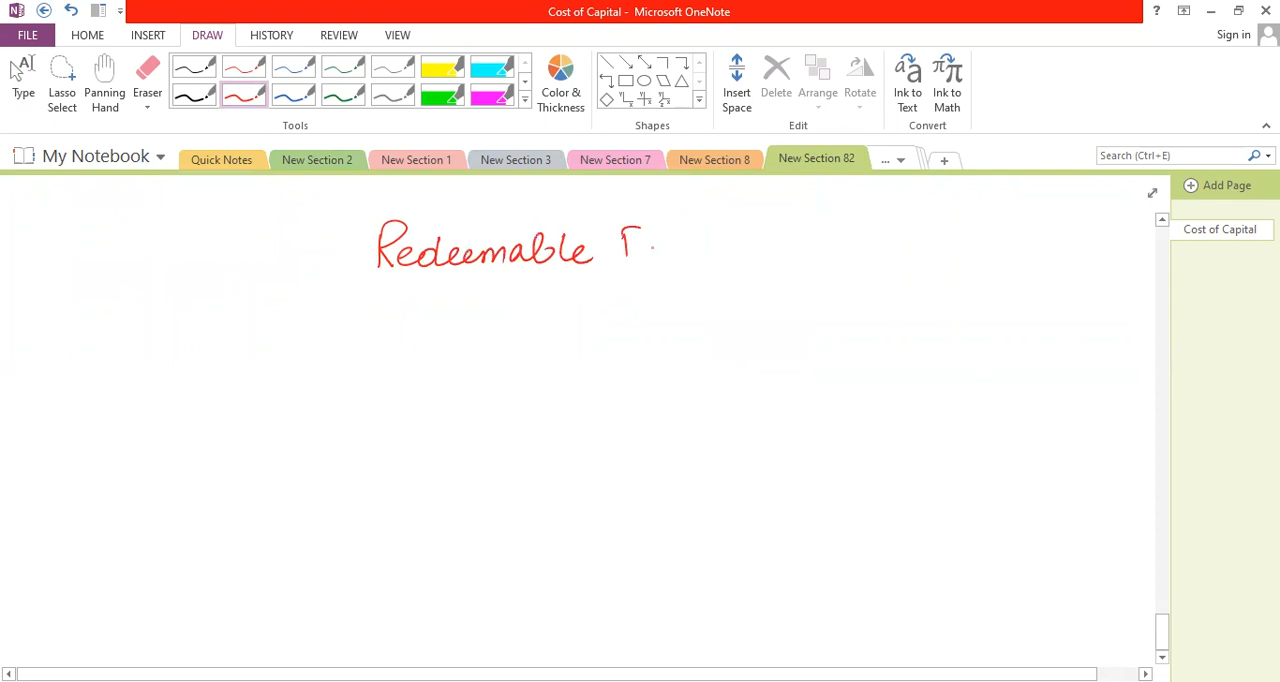 Cost of Capital - Microsoft OneNote
?
FILE HOME INSERT DRAW HISTORY REVIEW VIEW
Sign in
Type
Lasso Select
Panning Hand
Eraser
Color & Thickness
Insert Space
Delete
Arrange
Rotate
Ink to Text
Ink to Math
Tools
Shapes
Edit
Convert
My Notebook Quick Notes New Section 2 New Section 1 New Section 3 New Section 7 New Section 8 New Section 82 ... +
Search (Ctrl+E)
Add Page
Cost of Capital
Redeemable